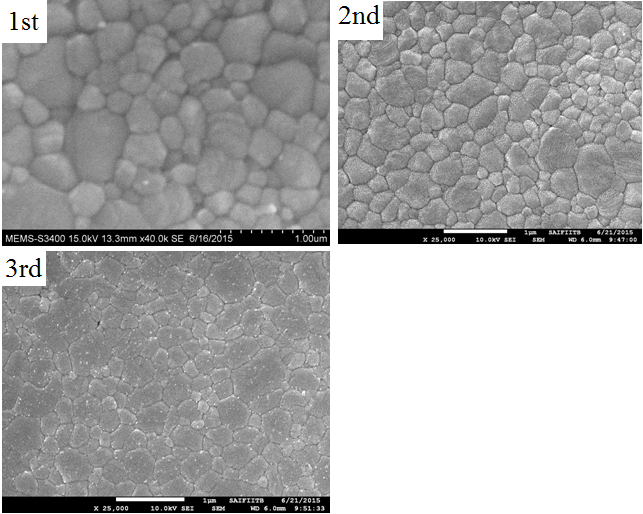 1st
2nd
MEMS-S3400 15.0kV 13.3mm x40.0k SE 6/16/2015 1.00um
1µm SAIFIITB 6/21/2015
X 25,000 10.0kV SEI SEM WD 6.0mm 9:47:00
3rd
1µm SAIFIITB 6/21/2015
X 25,000 10.0kV SEI SEM WD 6.0mm 9:51:33